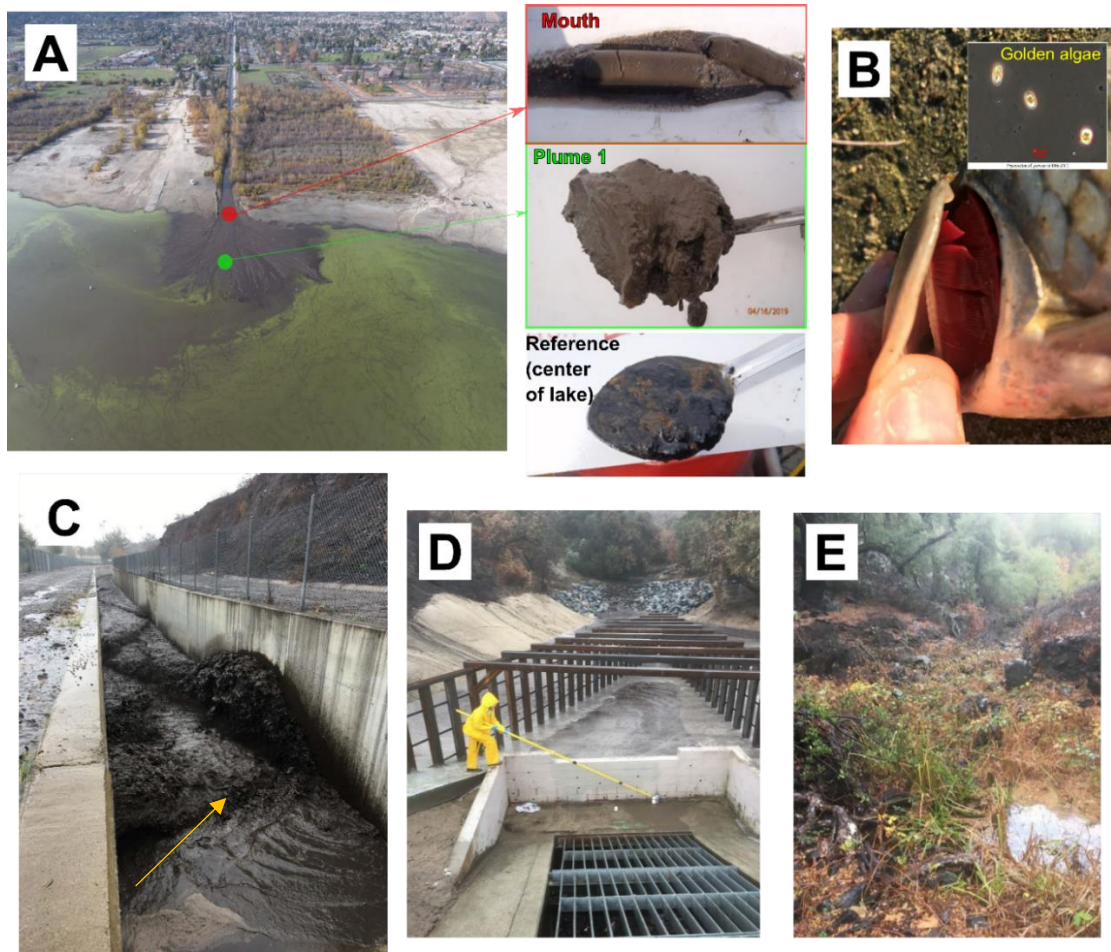 A
Mouth
Plume 1
04/16/2019
Reference
(center
of lake)
B
Golden algae
C
D
E